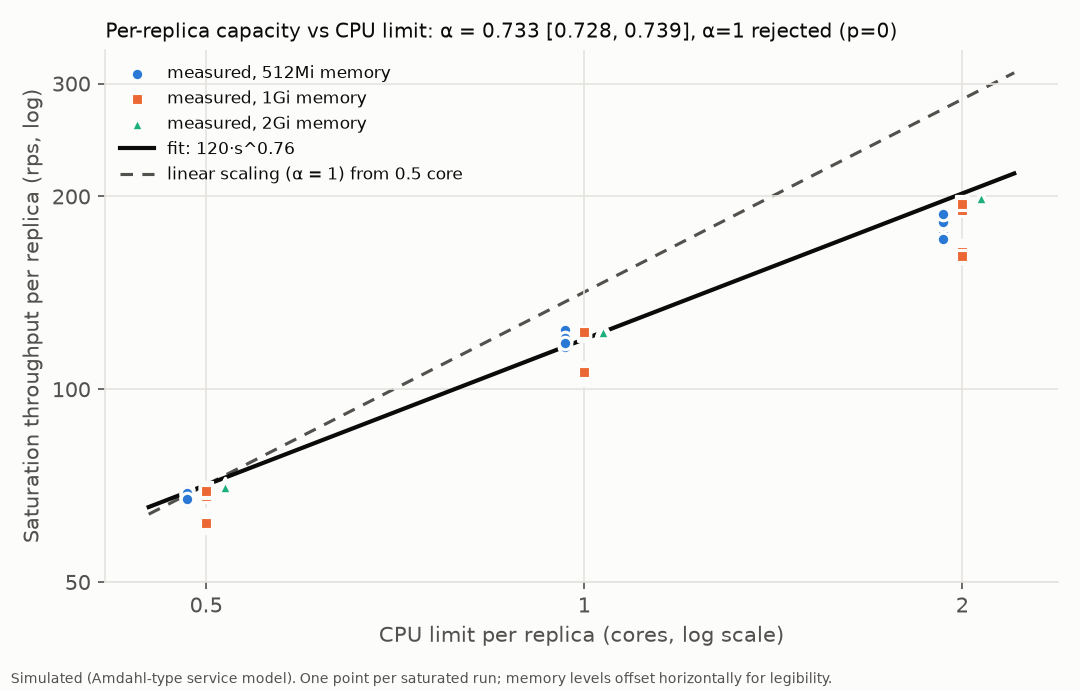 Per-replica capacity vs CPU limit: α = 0.733 [0.728, 0.739], α=1 rejected (p=0)
measured, 512Mi memory
measured, 1Gi memory
measured, 2Gi memory
fit: 120·s^0.76
linear scaling (α = 1) from 0.5 core
Saturation throughput per replica (rps, log)
300
200
100
50
0.5
1
2
CPU limit per replica (cores, log scale)
Simulated (Amdahl-type service model). One point per saturated run; memory levels offset horizontally for legibility.